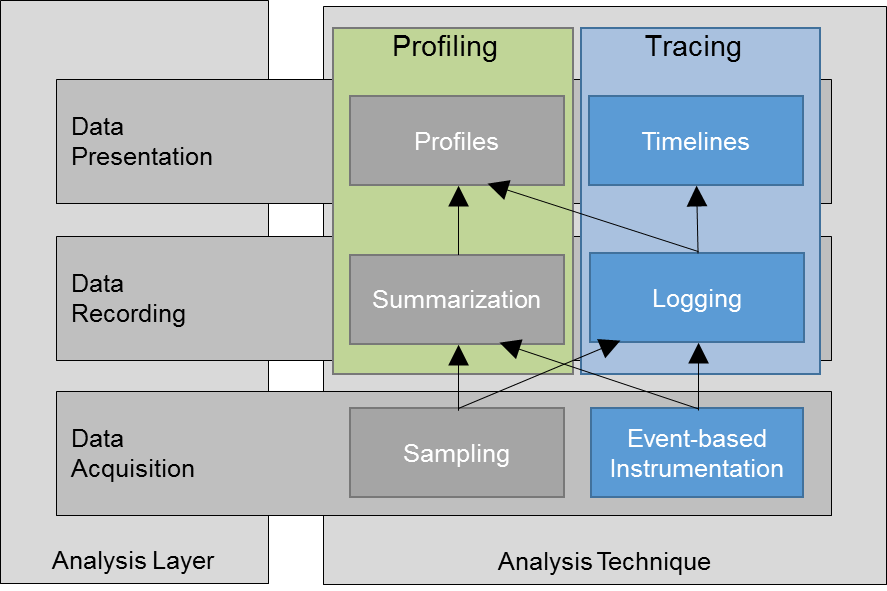 Profiling
Tracing
Data
Presentation
Profiles
Timelines
Data
Recording
Summarization
Logging
Data
Acquisition
Sampling
Event-based
Instrumentation
Analysis Layer
Analysis Technique